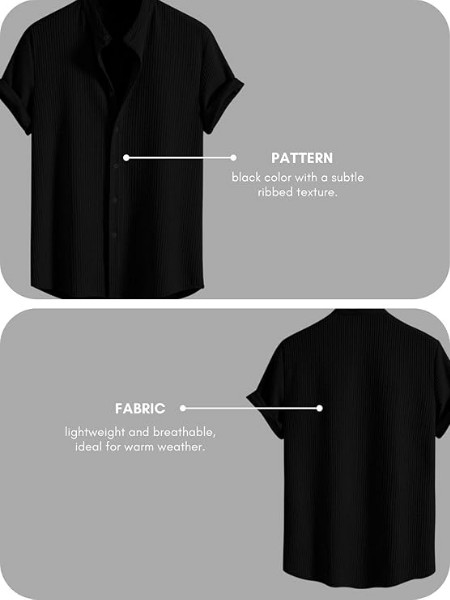 PATTERN
black color with a subtle
ribbed texture.
FABRIC
lightweight and breathable,
ideal for warm weather.